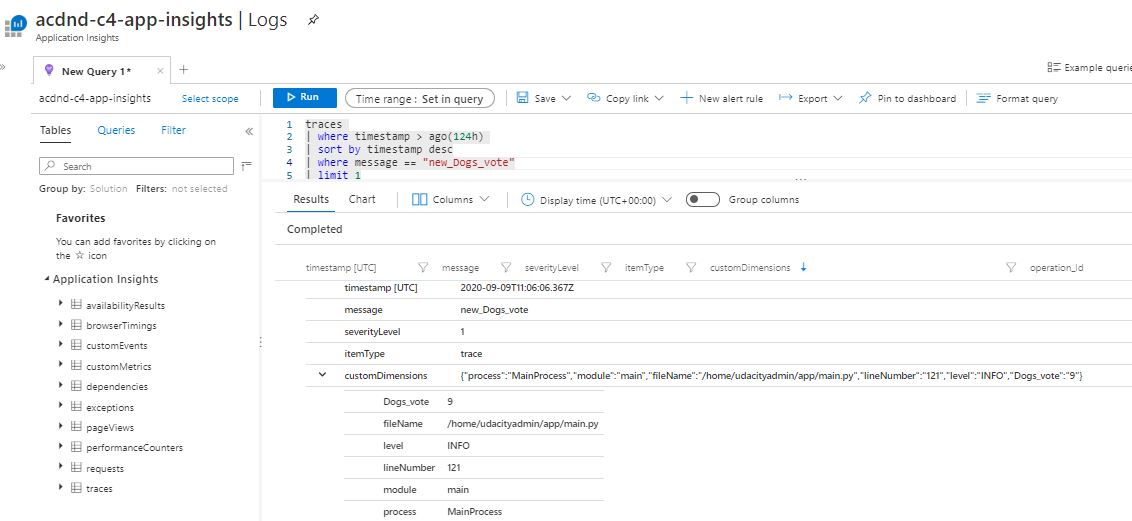 acdnd-c4-app-insights | Logs
Application Insights
New Query 1*
Example querie
acdnd-c4-app-insights Select scope Run Time range : Set in query Save Copy link New alert rule Export Pin to dashboard Format query
Tables Queries Filter
1 traces
2 | where timestamp > ago(124h)
3 | sort by timestamp desc
4 | where message == "new_Dogs_vote"
5 | limit 1
Search
Group by: Solution Filters: not selected
Favorites
You can add favorites by clicking on
the ☆ icon
Application Insights
availabilityResults
browserTimings
customEvents
customMetrics
dependencies
exceptions
pageViews
performanceCounters
requests
traces
Results Chart Columns Display time (UTC+00:00) Group columns
Completed
timestamp [UTC] message severityLevel itemType customDimensions operation_Id
timestamp [UTC] 2020-09-09T11:06:06.367Z
message new_Dogs_vote
severityLevel 1
itemType trace
customDimensions {"process":"MainProcess","module":"main","fileName":"/home/udacityadmin/app/main.py","lineNumber":"121","level":"INFO","Dogs_vote":"9"}
Dogs_vote 9
fileName /home/udacityadmin/app/main.py
level INFO
lineNumber 121
module main
process MainProcess